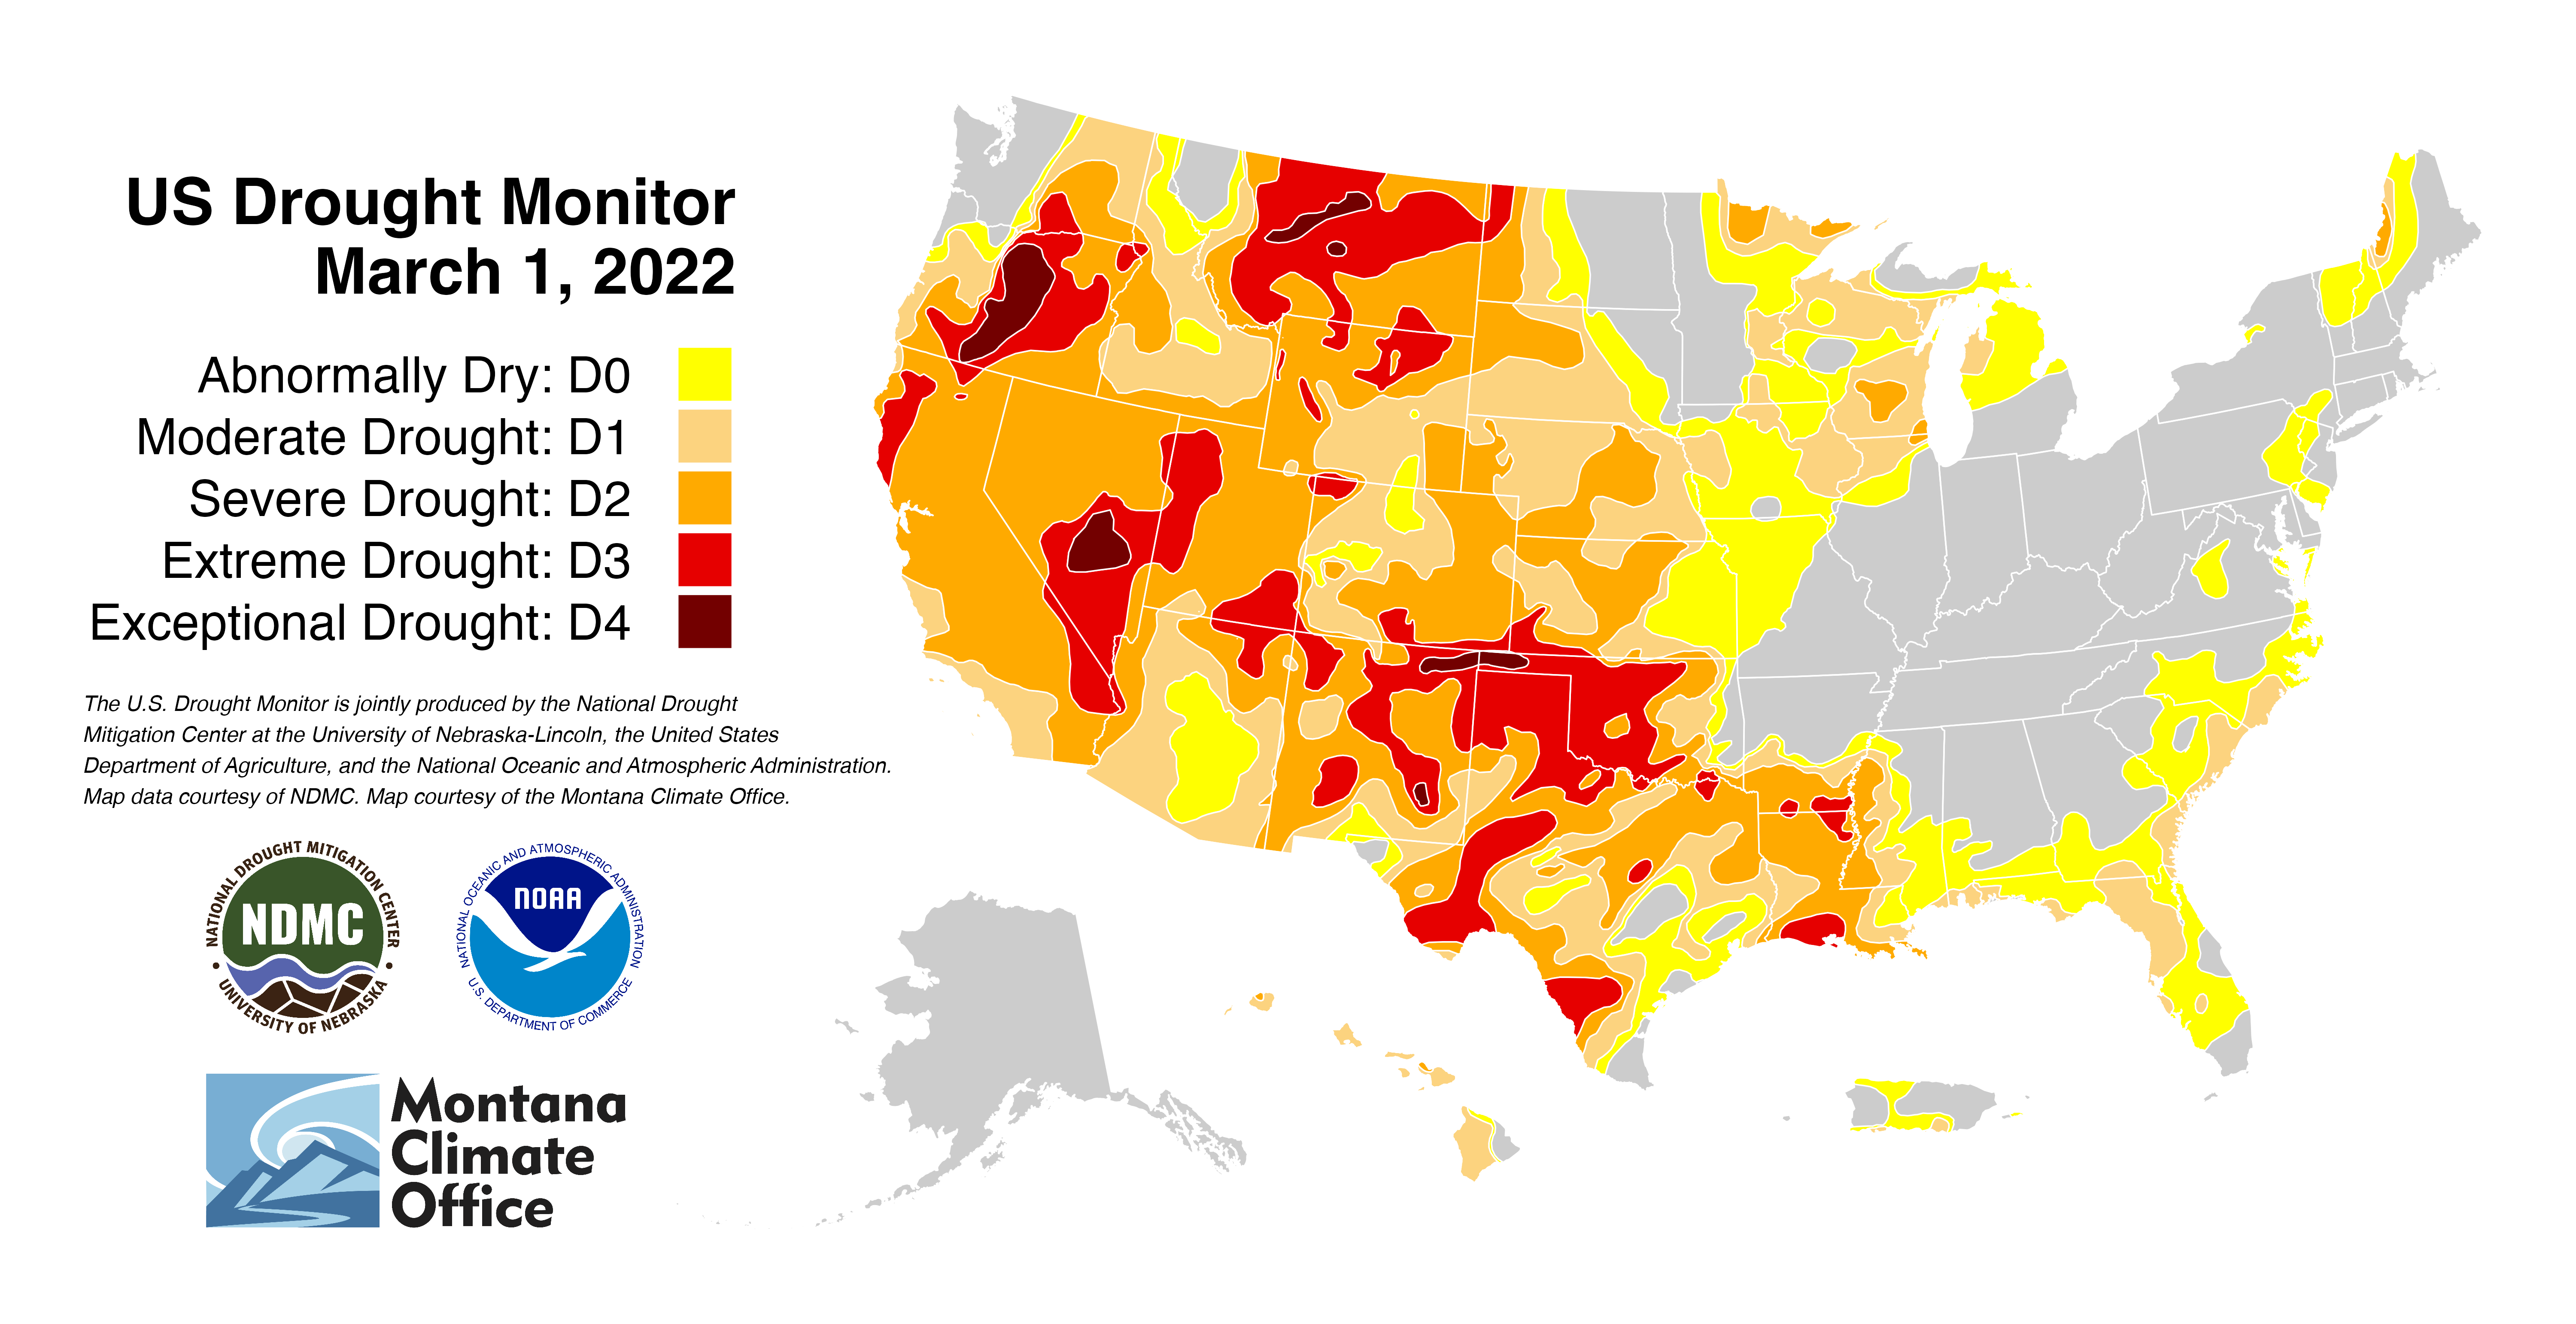 US Drought Monitor
March 1, 2022
Abnormally Dry: D0
Moderate Drought: D1
Severe Drought: D2
Extreme Drought: D3
Exceptional Drought: D4
The U.S. Drought Monitor is jointly produced by the National Drought
Mitigation Center at the University of Nebraska-Lincoln, the United States
Department of Agriculture, and the National Oceanic and Atmospheric Administration.
Map data courtesy of NDMC. Map courtesy of the Montana Climate Office.
NATIONAL DROUGHT MITIGATION CENTER
NDMC
• UNIVERSITY OF NEBRASKA •
NATIONAL OCEANIC AND ATMOSPHERIC ADMINISTRATION
NOAA
U.S. DEPARTMENT OF COMMERCE
Montana
Climate
Office